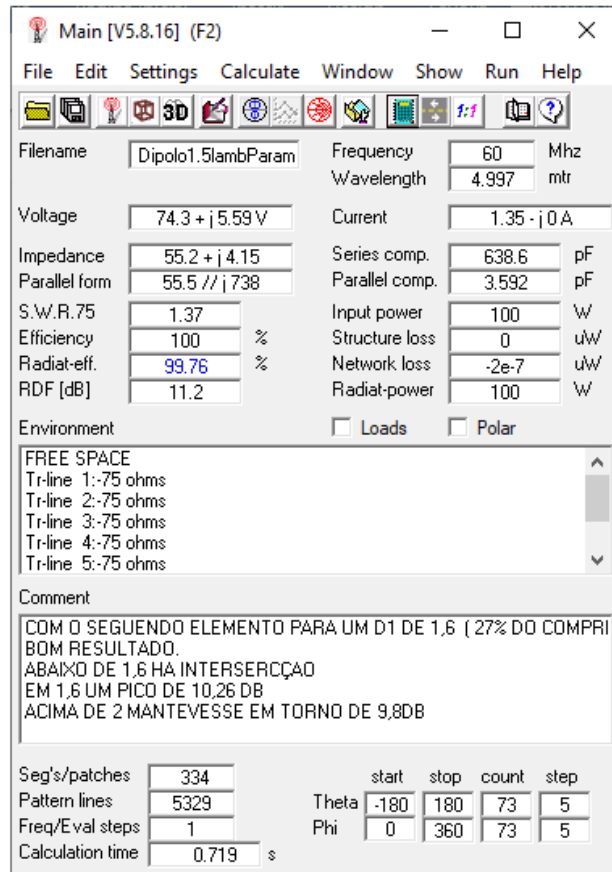 Main [V5.8.16] (F2)
File Edit Settings Calculate Window Show Run Help
3D 1:1
Filename Dipolo1.5lambParam Frequency 60 Mhz
Wavelength 4.997 mtr
Voltage 74.3 + j 5.59 V Current 1.35 - j 0 A
Impedance 55.2 + j 4.15 Series comp. 638.6 pF
Parallel form 55.5 // j 738 Parallel comp. 3.592 pF
S.W.R.75 1.37 Input power 100 W
Efficiency 100 % Structure loss 0 uW
Radiat-eff. 99.76 % Network loss -2e-7 uW
RDF [dB] 11.2 Radiat-power 100 W
Environment Loads Polar
FREE SPACE
Tr-line 1:-75 ohms
Tr-line 2:-75 ohms
Tr-line 3:-75 ohms
Tr-line 4:-75 ohms
Tr-line 5:-75 ohms
Comment
COM O SEGUENDO ELEMENTO PARA UM D1 DE 1,6 ( 27% DO COMPRI
BOM RESULTADO.
ABAIXO DE 1,6 HA INTERSERCÇAO
EM 1,6 UM PICO DE 10,26 DB
ACIMA DE 2 MANTEVESSE EM TORNO DE 9,8DB
Seg's/patches 334 start stop count step
Pattern lines 5329 Theta -180 180 73 5
Freq/Eval steps 1 Phi 0 360 73 5
Calculation time 0.719 s